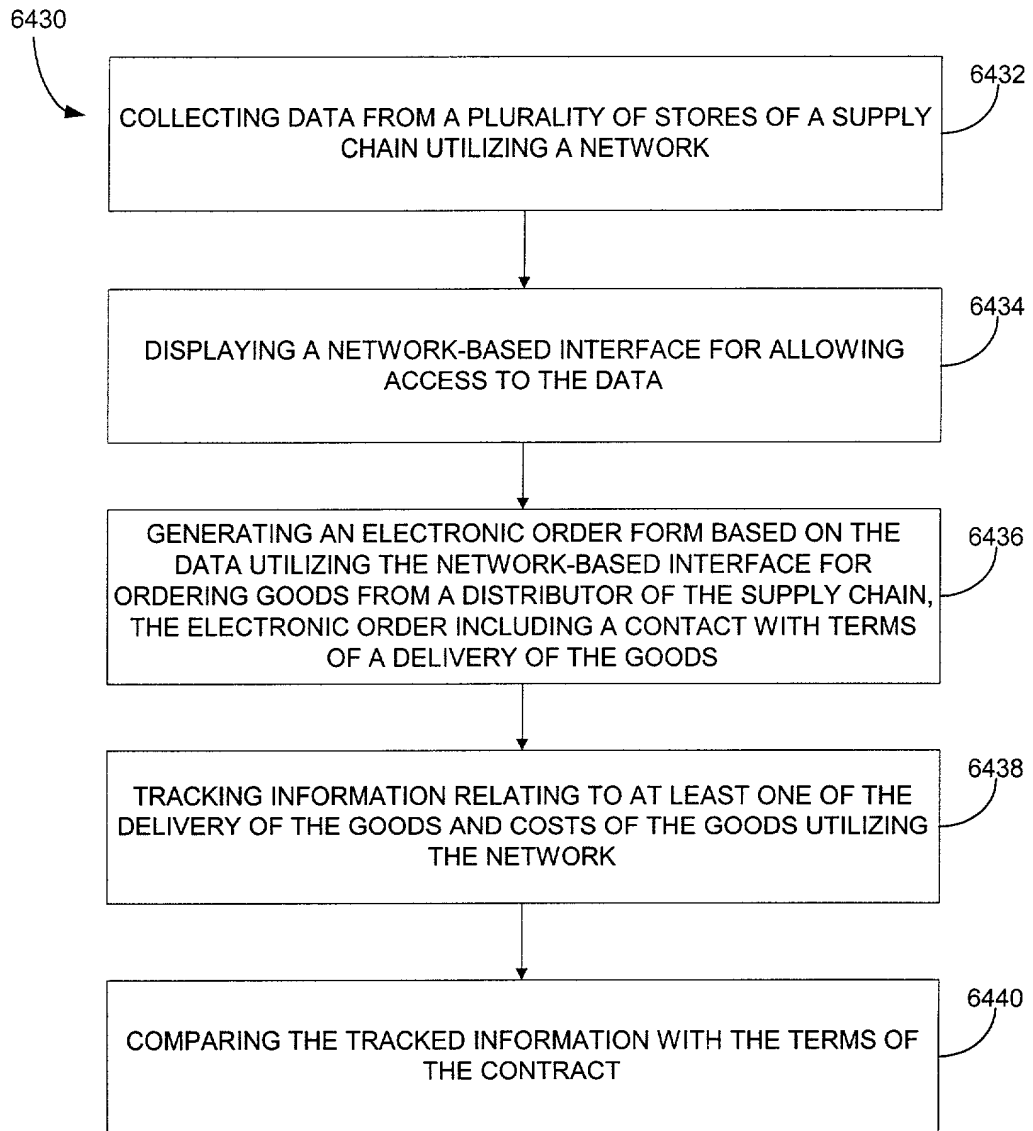 6430
6432
COLLECTING DATA FROM A PLURALITY OF STORES OF A SUPPLY
CHAIN UTILIZING A NETWORK
6434
DISPLAYING A NETWORK-BASED INTERFACE FOR ALLOWING
ACCESS TO THE DATA
6436
GENERATING AN ELECTRONIC ORDER FORM BASED ON THE
DATA UTILIZING THE NETWORK-BASED INTERFACE FOR
ORDERING GOODS FROM A DISTRIBUTOR OF THE SUPPLY CHAIN,
THE ELECTRONIC ORDER INCLUDING A CONTACT WITH TERMS
OF A DELIVERY OF THE GOODS
6438
TRACKING INFORMATION RELATING TO AT LEAST ONE OF THE
DELIVERY OF THE GOODS AND COSTS OF THE GOODS UTILIZING
THE NETWORK
6440
COMPARING THE TRACKED INFORMATION WITH THE TERMS OF
THE CONTRACT